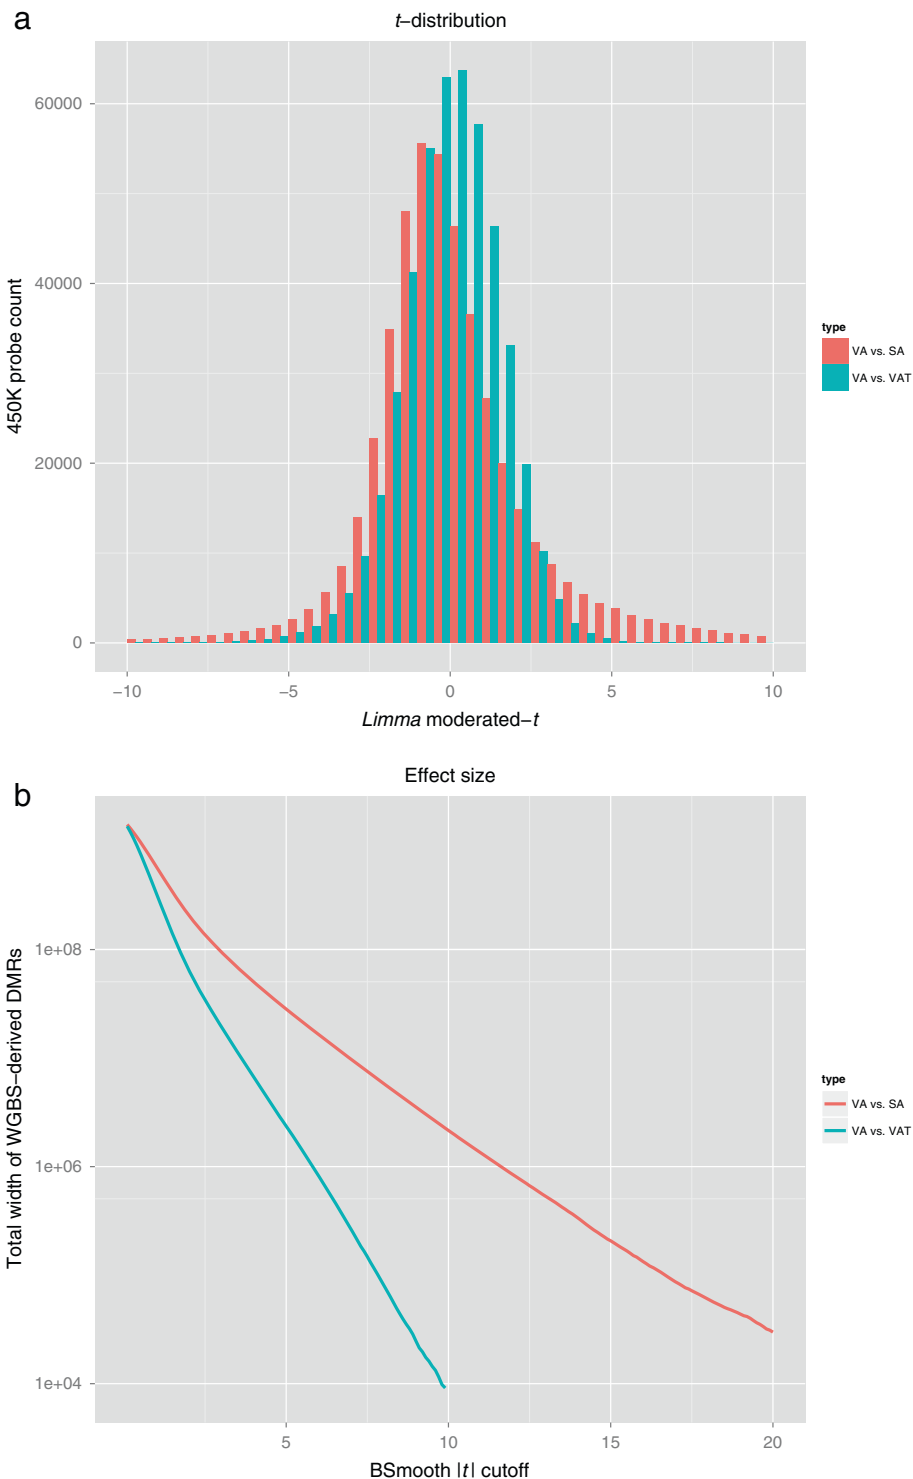 a
t–distribution
60000
40000
20000
0
450K probe count
−10
−5
0
5
10
Limma moderated−t
type
VA vs. SA
VA vs. VAT
b
Effect size
1e+08
1e+06
1e+04
Total width of WGBS−derived DMRs
5
10
15
20
BSmooth |t| cutoff
type
VA vs. SA
VA vs. VAT